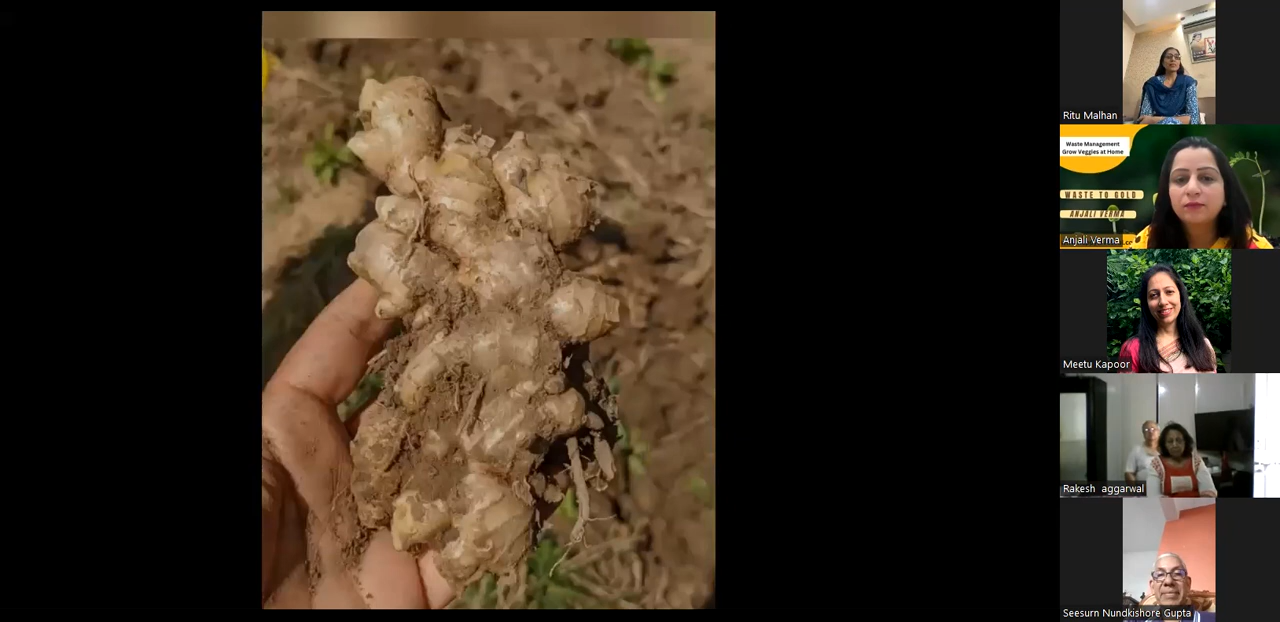 Ritu Malhan
Waste Management
Grow Veggies at Home
WASTE TO GOLD
ANJALI VERMA
Anjali Verma
Meetu Kapoor
Rakesh aggarwal
Seesurn Nundkishore Gupta